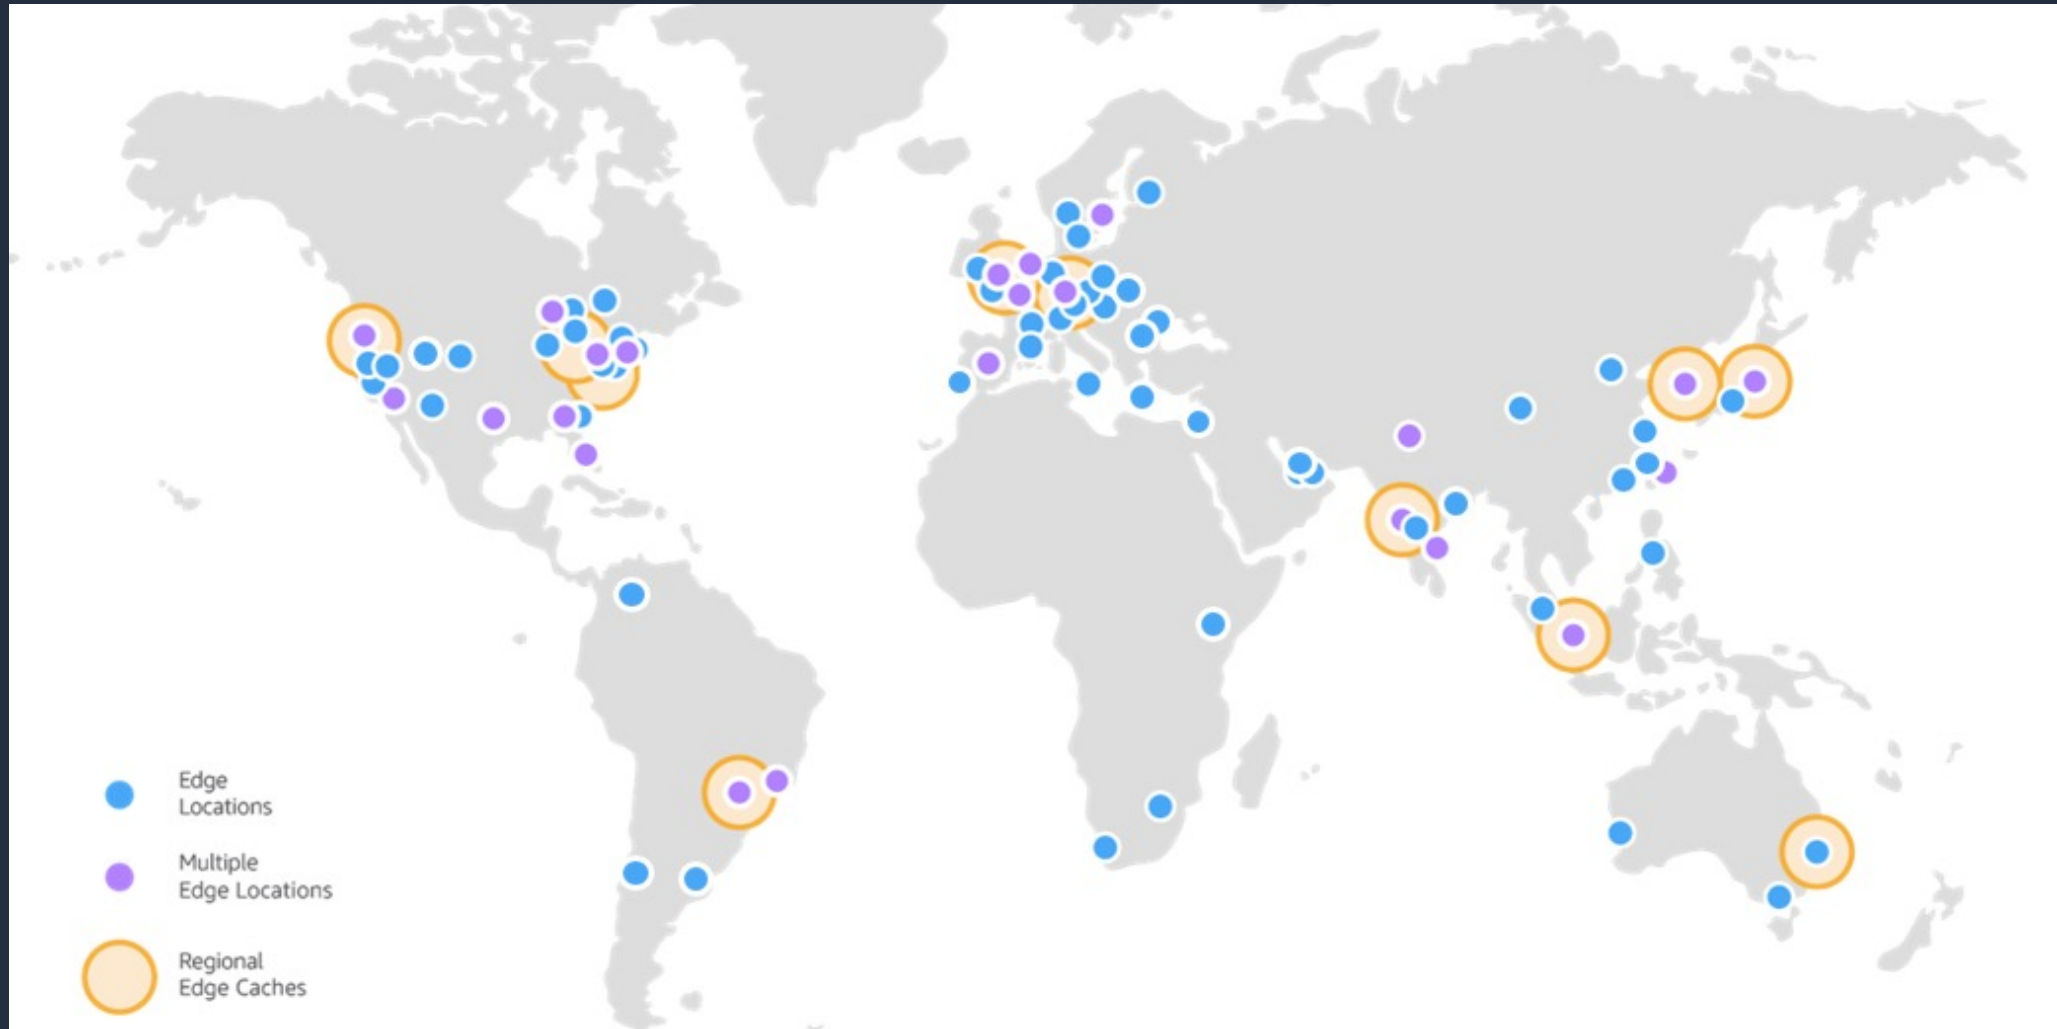 Edge
Locations
Multiple
Edge Locations
Regional
Edge Caches